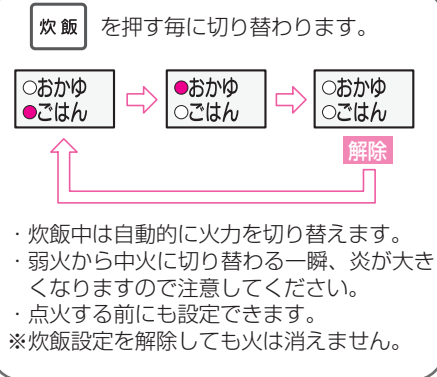 炊飯 を押す毎に切り替わります。
○おかゆ
●ごはん
●おかゆ
○ごはん
○おかゆ
○ごはん
解除
・炊飯中は自動的に火力を切り替えます。
・弱火から中火に切り替わる一瞬、炎が大き
くなりますので注意してください。
・点火する前にも設定できます。
※炊飯設定を解除しても火は消えません。